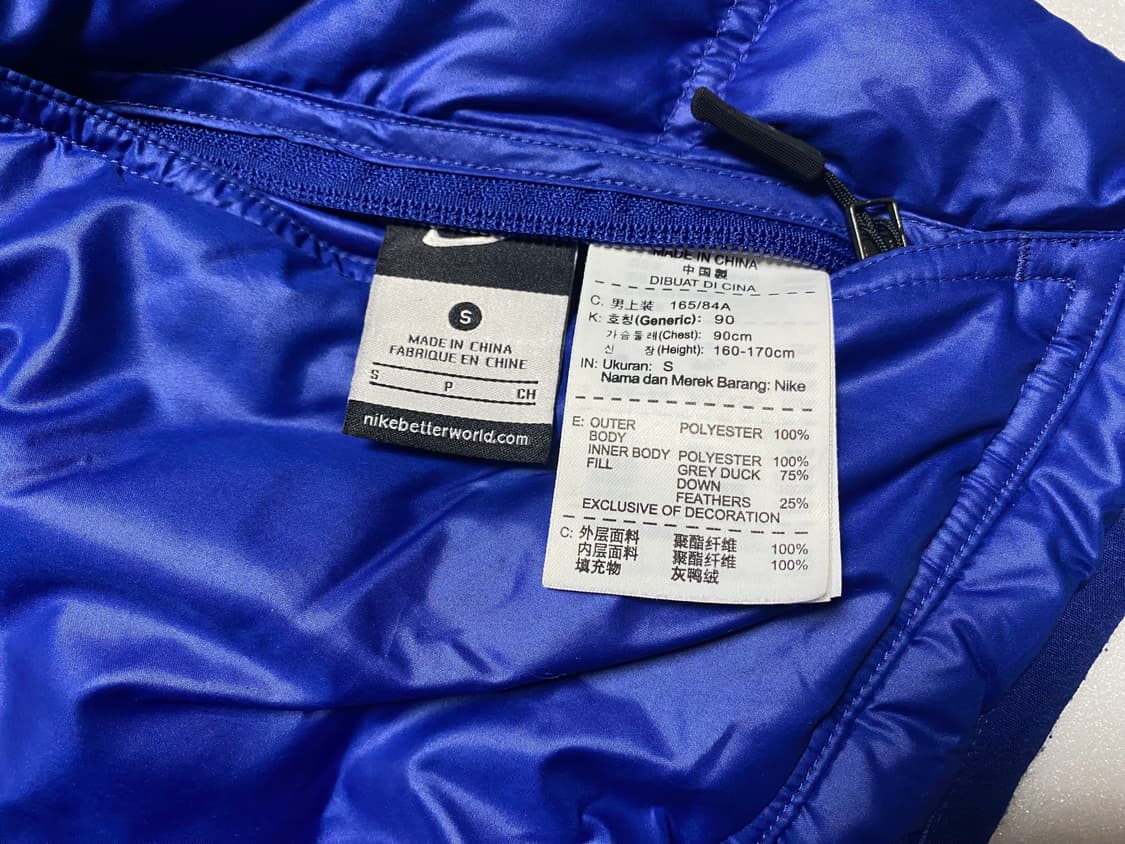 S
MADE IN CHINA
FABRIQUE EN CHINE
S P CH
nikebetterworld.com
MADE IN CHINA
中国製
DIBUAT DI CINA
C. 男上装 165/84A
K: 호칭(Generic): 90
가슴둘레(Chest): 90cm
신 장(Height): 160-170cm
IN: Ukuran: S
Nama dan Merek Barang: Nike
E: OUTER BODY POLYESTER 100%
INNER BODY POLYESTER 100%
FILL GREY DUCK DOWN 75%
FEATHERS 25%
EXCLUSIVE OF DECORATION
C: 外层面料 聚酯纤维 100%
内层面料 聚酯纤维 100%
填充物 灰鸭绒